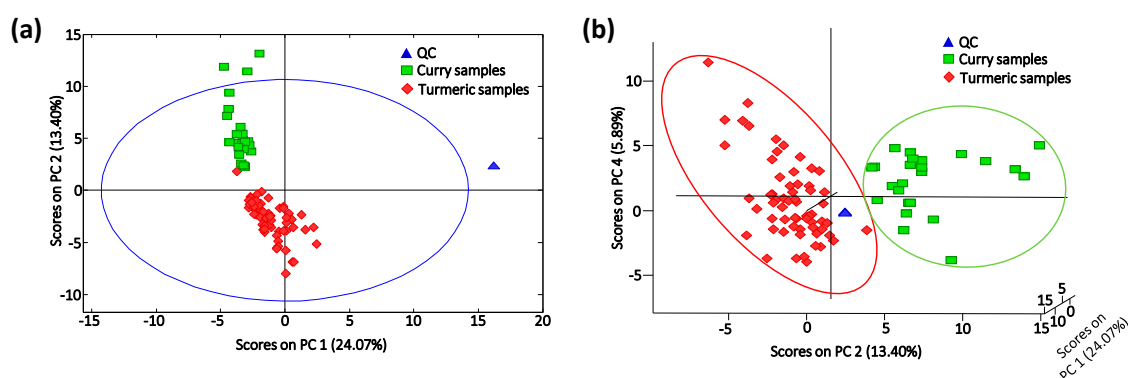 (a)
QC
Curry samples
Turmeric samples
Scores on PC 2 (13.40%)
15
10
5
0
-5
-10
-15
-10
-5
0
5
10
15
20
Scores on PC 1 (24.07%)
(b)
QC
Curry samples
Turmeric samples
Scores on PC 4 (5.89%)
10
5
0
-5
-5
0
5
10
15
Scores on PC 2 (13.40%)
15
10
5
0
Scores on
PC 1 (24.07%)